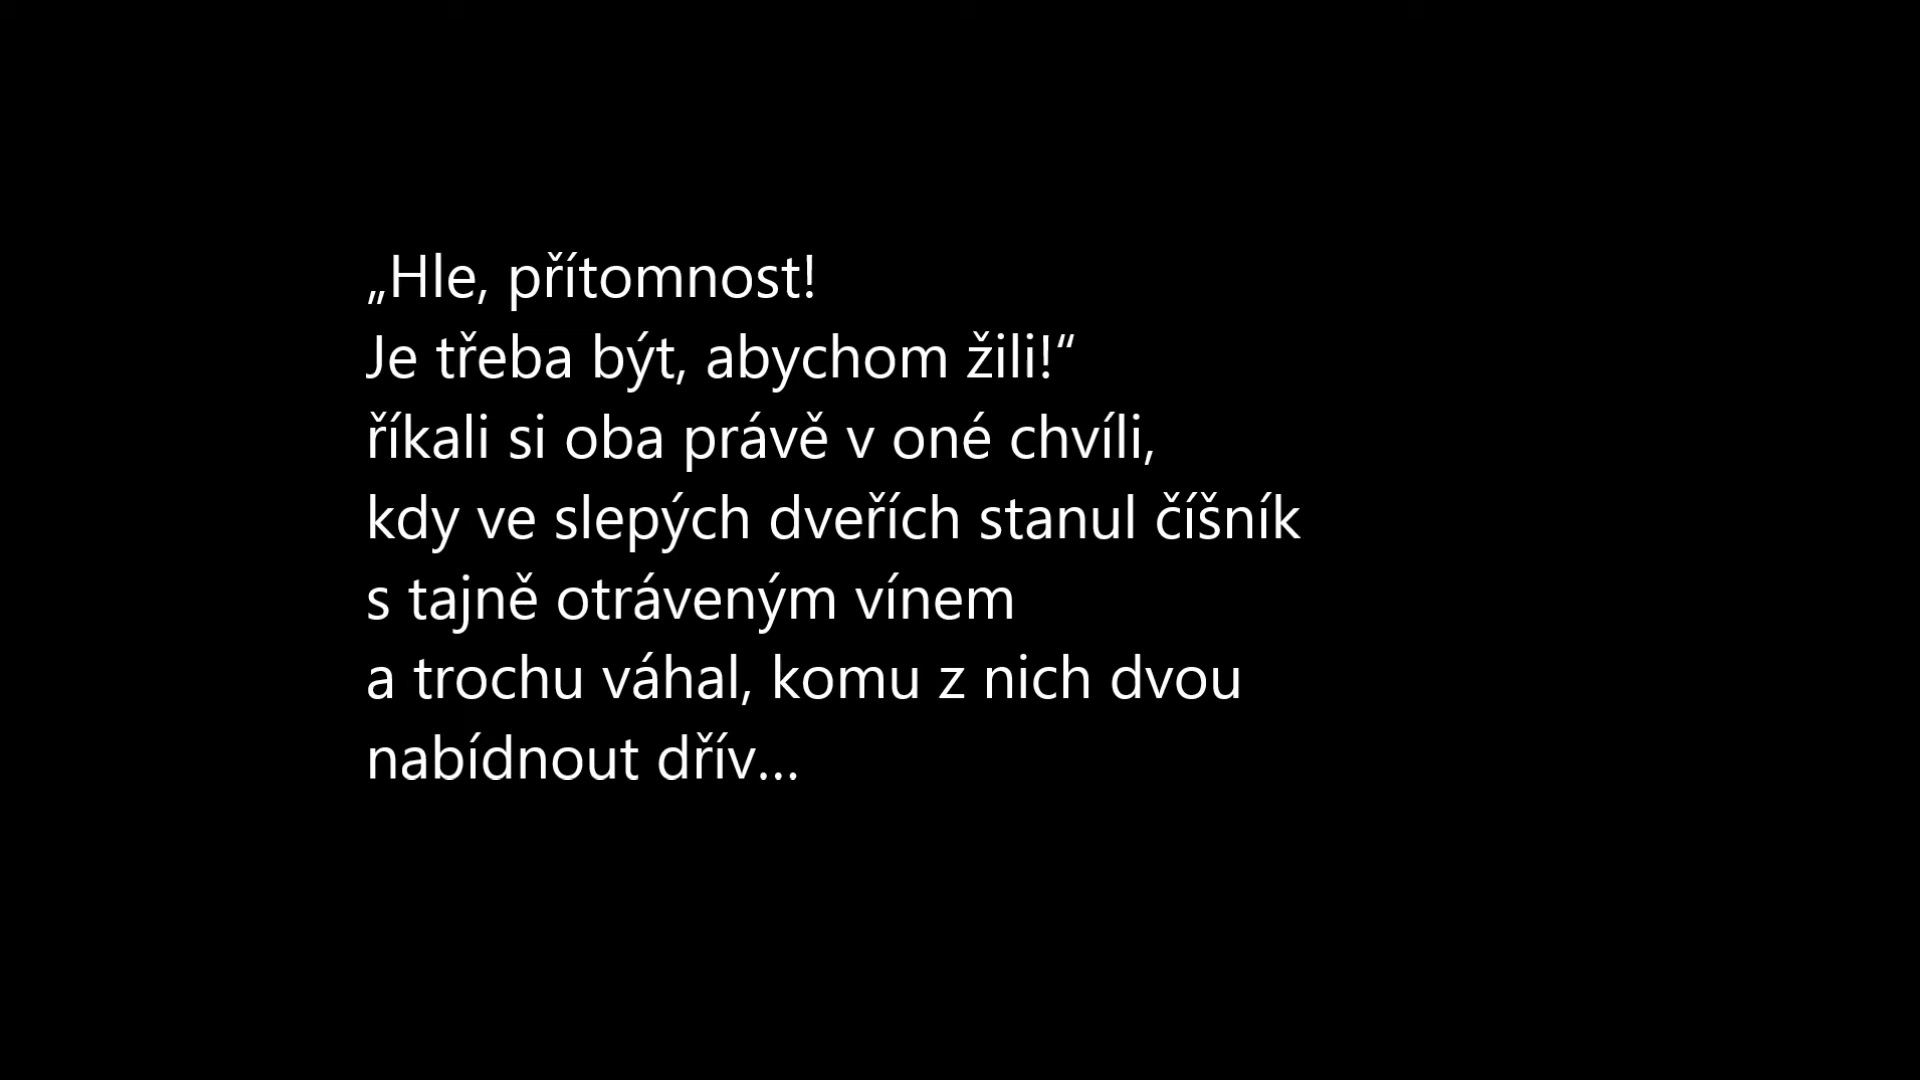 „Hle, přítomnost!
Je třeba být, abychom žili!“
říkali si oba právě v oné chvíli,
kdy ve slepých dveřích stanul číšník
s tajně otráveným vínem
a trochu váhal, komu z nich dvou
nabídnout dřív...